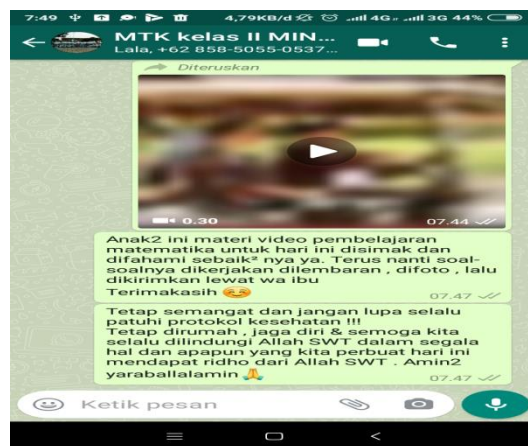 7:49 4,79KB/d 4G 3G 44%
MTK kelas II MIN...
Lala, +62 858-5055-0537...
Diteruskan
0.30 07.44
Anak2 ini materi video pembelajaran
matematika untuk hari ini disimak dan
difahami sebaik² nya ya. Terus nanti soal-
soalnya dikerjakan dilembaran , difoto , lalu
dikirimkan lewat wa ibu
Terimakasih
07.47
Tetap semangat dan jangan lupa selalu
patuhi protokol kesehatan !!!
Tetap dirumah , jaga diri & semoga kita
selalu dilindungi Allah SWT dalam segala
hal dan apapun yang kita perbuat hari ini
mendapat ridho dari Allah SWT . Amin2
yaraballalamin
07.47
Ketik pesan